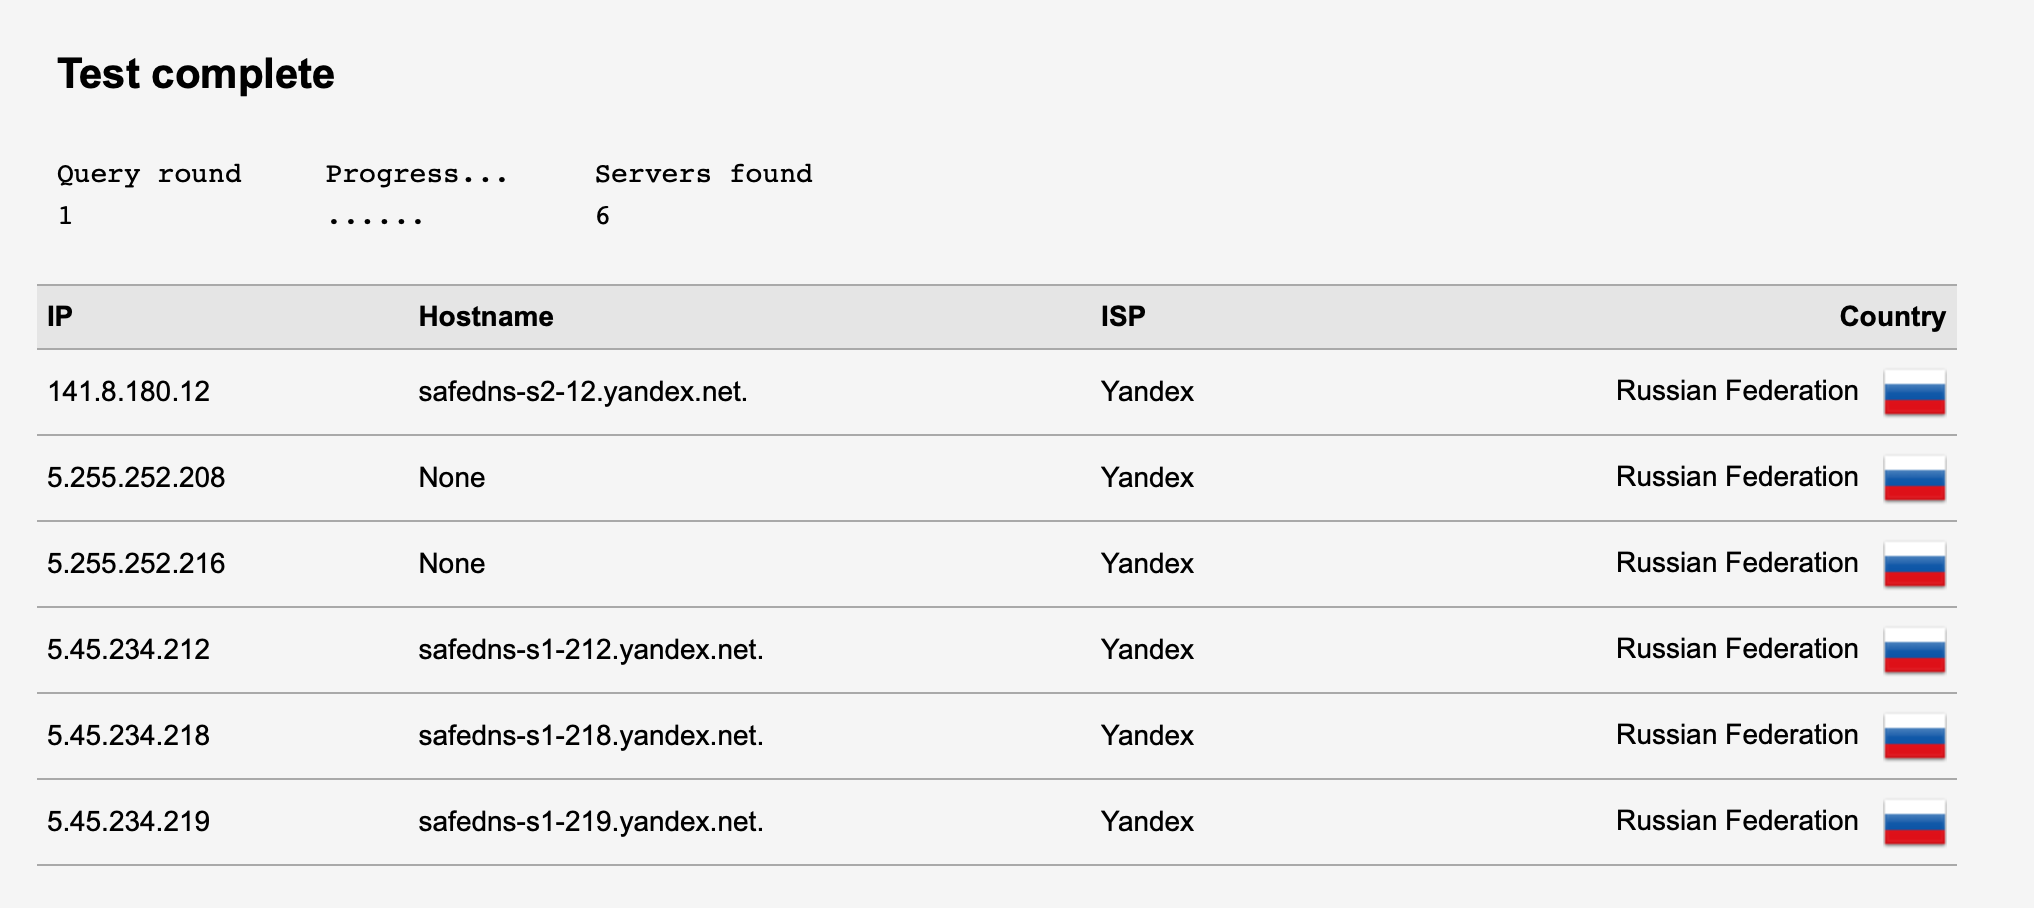 Test complete
Query round Progress... Servers found
1 ...... 6
IP Hostname ISP Country
141.8.180.12 safedns-s2-12.yandex.net. Yandex Russian Federation
5.255.252.208 None Yandex Russian Federation
5.255.252.216 None Yandex Russian Federation
5.45.234.212 safedns-s1-212.yandex.net. Yandex Russian Federation
5.45.234.218 safedns-s1-218.yandex.net. Yandex Russian Federation
5.45.234.219 safedns-s1-219.yandex.net. Yandex Russian Federation